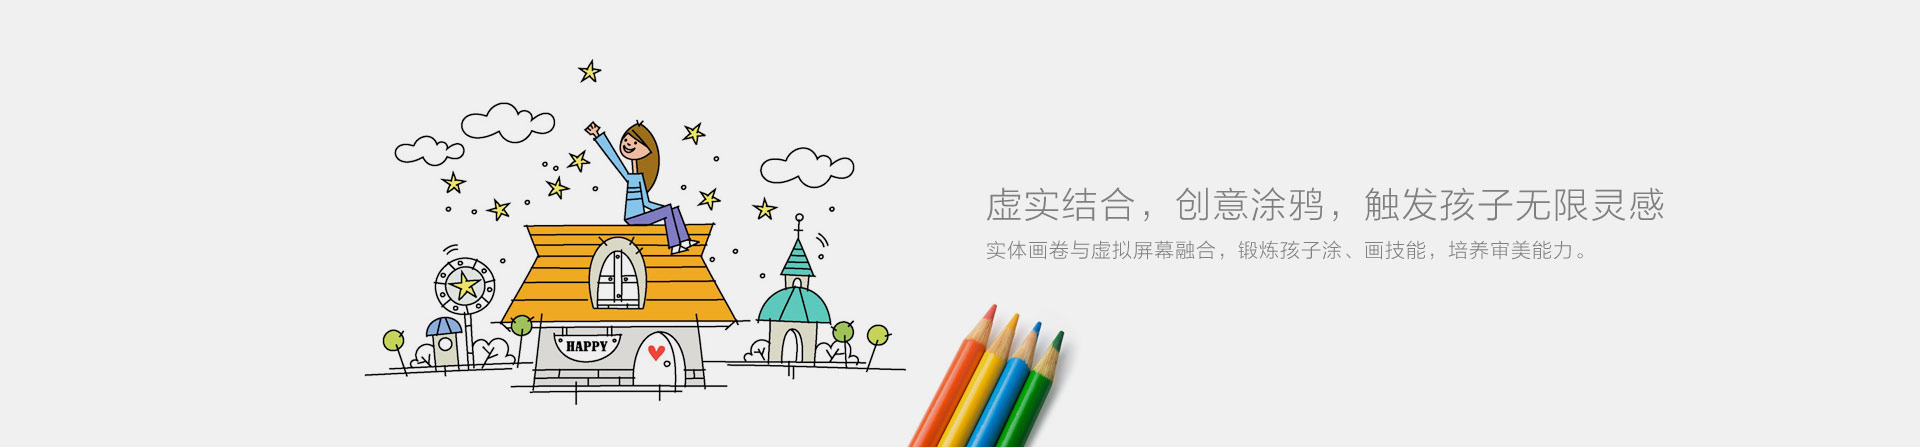 虚实结合，创意涂鸦，触发孩子无限灵感
实体画卷与虚拟屏幕融合，锻炼孩子涂、画技能，培养审美能力。
HAPPY